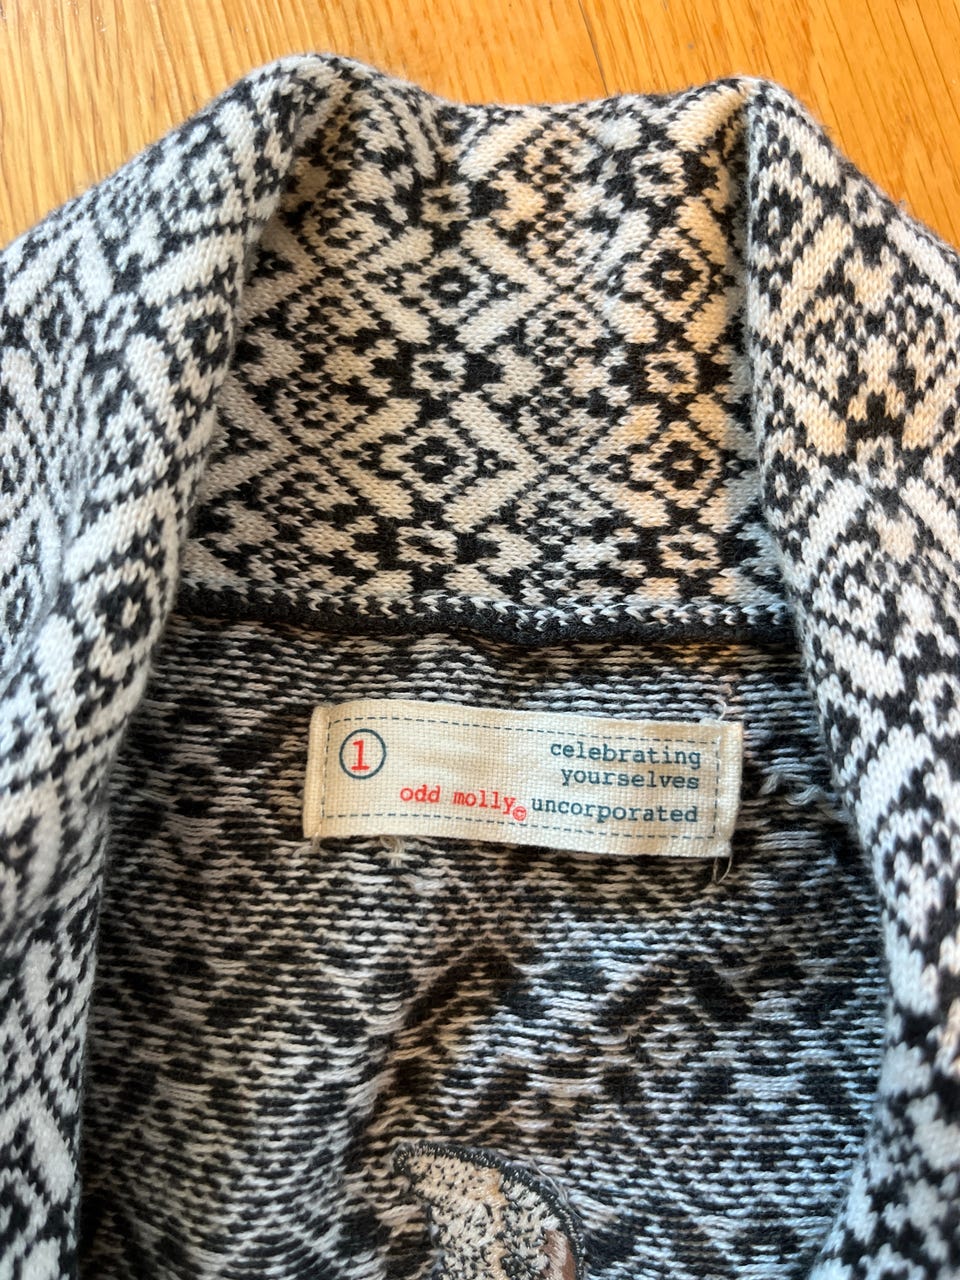 1
celebrating
yourselves
odd molly© uncorporated